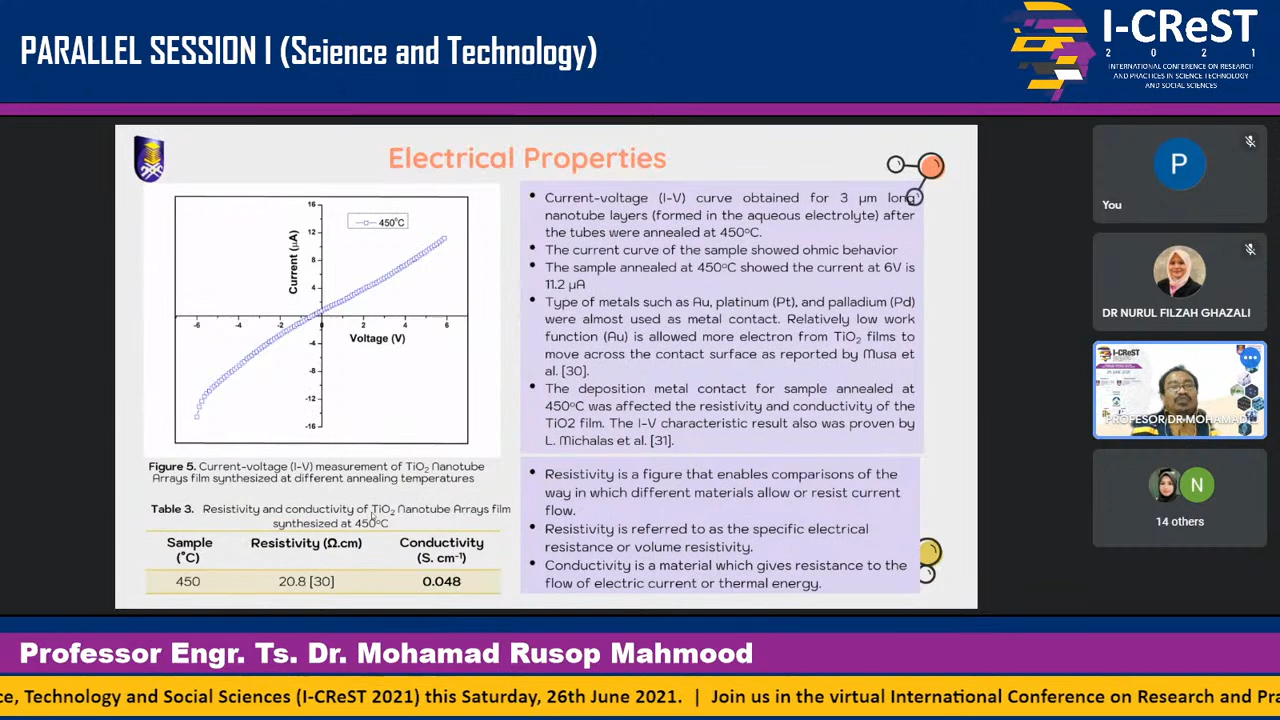 PARALLEL SESSION I (Science and Technology)
I-CReST
2 0 2 1
INTERNATIONAL CONFERENCE ON RESEARCH
AND PRACTICES IN SCIENCE TECHNOLOGY
AND SOCIAL SCIENCES
Electrical Properties
16
12
8
4
-4
-8
-12
-16
-6
-4
-2
0
2
4
6
450°C
Current (μA)
Voltage (V)
Figure 5. Current-voltage (I-V) measurement of TiO₂ Nanotube
Arrays film synthesized at different annealing temperatures
Table 3. Resistivity and conductivity of TiO₂ Nanotube Arrays film
synthesized at 450°C
Sample Resistivity (Ω.cm) Conductivity
(°C) (S. cm⁻¹)
450 20.8 [30] 0.048
• Current-voltage (I-V) curve obtained for 3 μm long
nanotube layers (formed in the aqueous electrolyte) after
the tubes were annealed at 450°C.
• The current curve of the sample showed ohmic behavior
• The sample annealed at 450°C showed the current at 6V is
11.2 μA
• Type of metals such as Au, platinum (Pt), and palladium (Pd)
were almost used as metal contact. Relatively low work
function (Au) is allowed more electron from TiO₂ films to
move across the contact surface as reported by Musa et
al. [30].
• The deposition metal contact for sample annealed at
450°C was affected the resistivity and conductivity of the
TiO2 film. The I-V characteristic result also was proven by
L. Michalas et al. [31].
• Resistivity is a figure that enables comparisons of the
way in which different materials allow or resist current
flow.
• Resistivity is referred to as the specific electrical
resistance or volume resistivity.
• Conductivity is a material which gives resistance to the
flow of electric current or thermal energy.
P
You
DR NURUL FILZAH GHAZALI
I-CReST
PROFESOR DR MOHAMAD
N
14 others
Professor Engr. Ts. Dr. Mohamad Rusop Mahmood
ce, Technology and Social Sciences (I-CReST 2021) this Saturday, 26th June 2021. | Join us in the virtual International Conference on Research and Pra